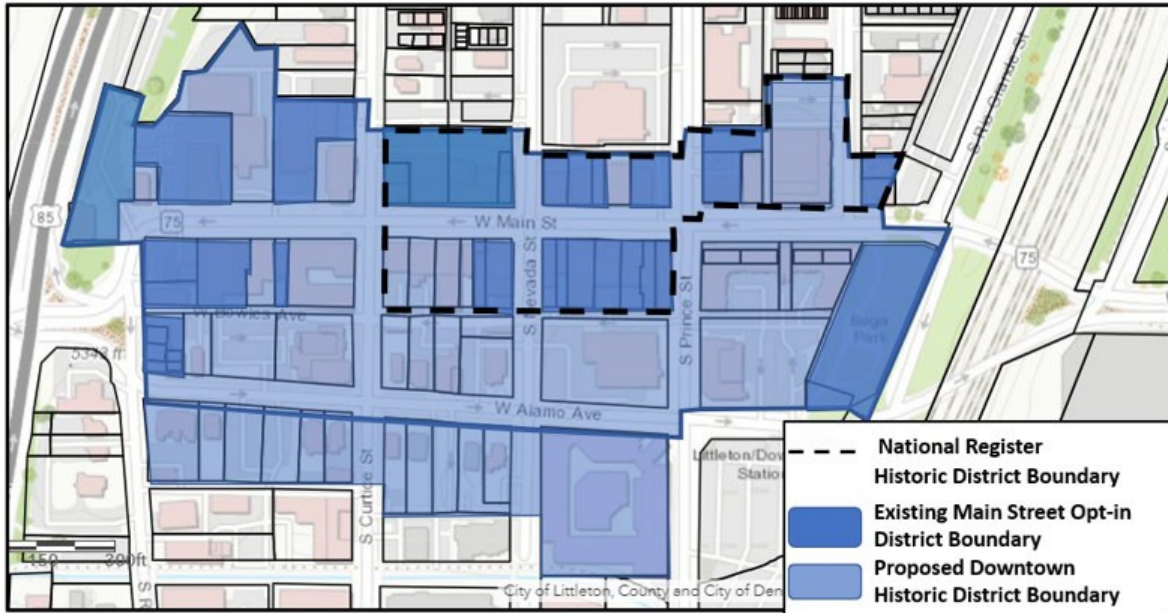 S Rio Grande St
85
75
W Main St
75
S Nevada St
S Prince St
W Bowles Ave
Bega
Park
5343 ft
W Alamo Ave
S Curtice St
Littleton/Dow
Station
150 300ft
S R
City of Littleton, County and City of Den
National Register
Historic District Boundary
Existing Main Street Opt-in
District Boundary
Proposed Downtown
Historic District Boundary